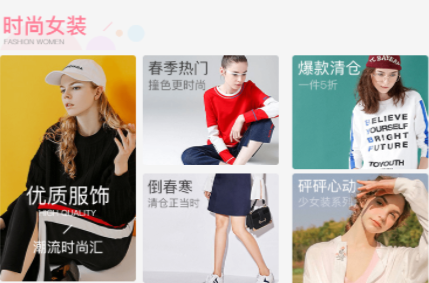 时尚女装
FASHION WOMEN
优质服饰
HIGH QUALITY
潮流时尚汇
春季热门
撞色更时尚
爆款清仓
一件5折
BELIEVE
YOURSELF
BRIGHT
FUTURE
TOYOUTH
倒春寒
清仓正当时
砰砰心动
少女装系列